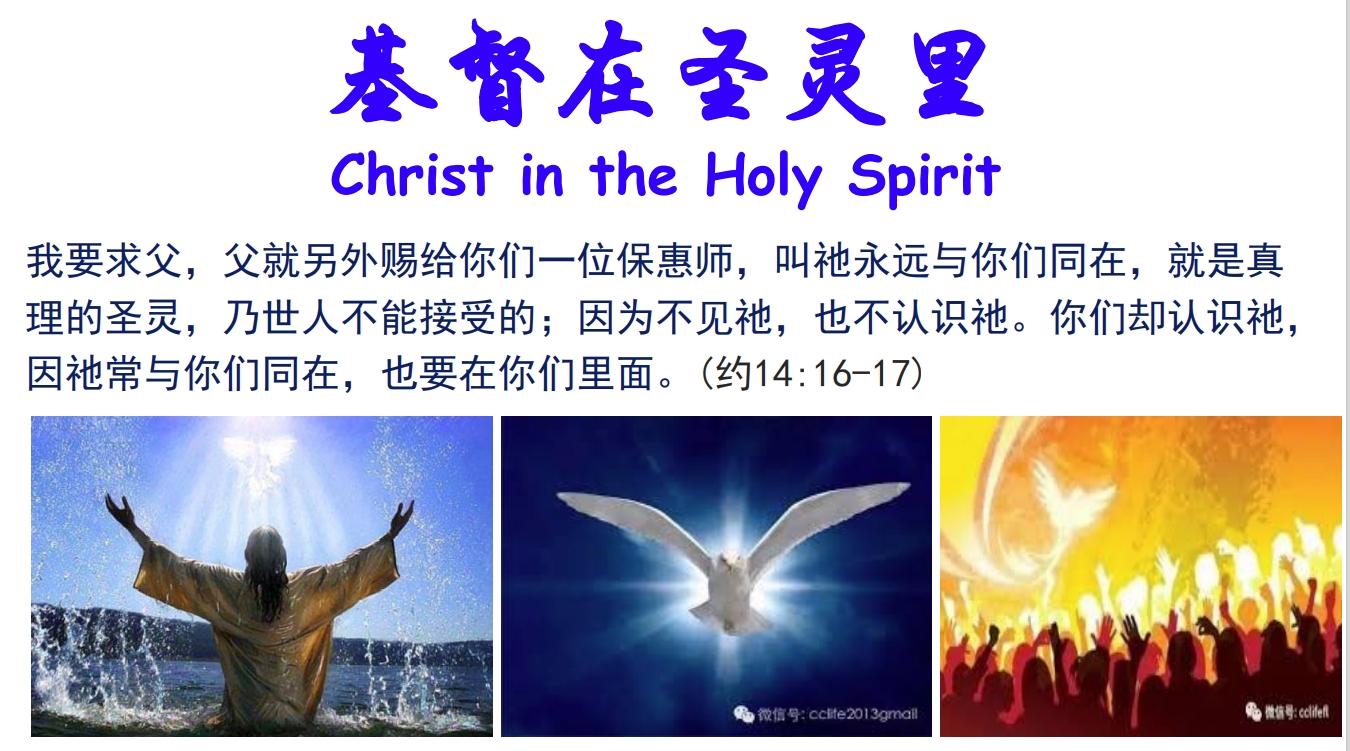 基督在圣灵里
Christ in the Holy Spirit
我要求父，父就另外赐给你们一位保惠师，叫祂永远与你们同在，就是真
理的圣灵，乃世人不能接受的；因为不见祂，也不认识祂。你们却认识祂，
因祂常与你们同在，也要在你们里面。(约14:16-17)
微信号: cclife2013gmail
微信号: cclifefl